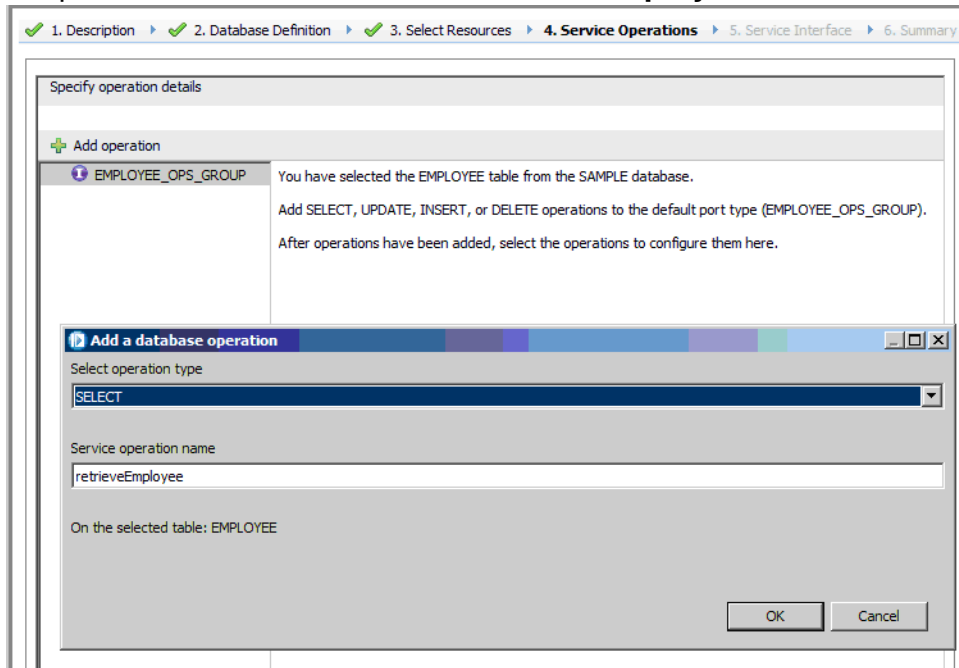 1. Description 2. Database Definition 3. Select Resources 4. Service Operations 5. Service Interface 6. Summary
Specify operation details
Add operation
EMPLOYEE_OPS_GROUP
You have selected the EMPLOYEE table from the SAMPLE database.
Add SELECT, UPDATE, INSERT, or DELETE operations to the default port type (EMPLOYEE_OPS_GROUP).
After operations have been added, select the operations to configure them here.
Add a database operation
Select operation type
SELECT
Service operation name
retrieveEmployee
On the selected table: EMPLOYEE
OK Cancel